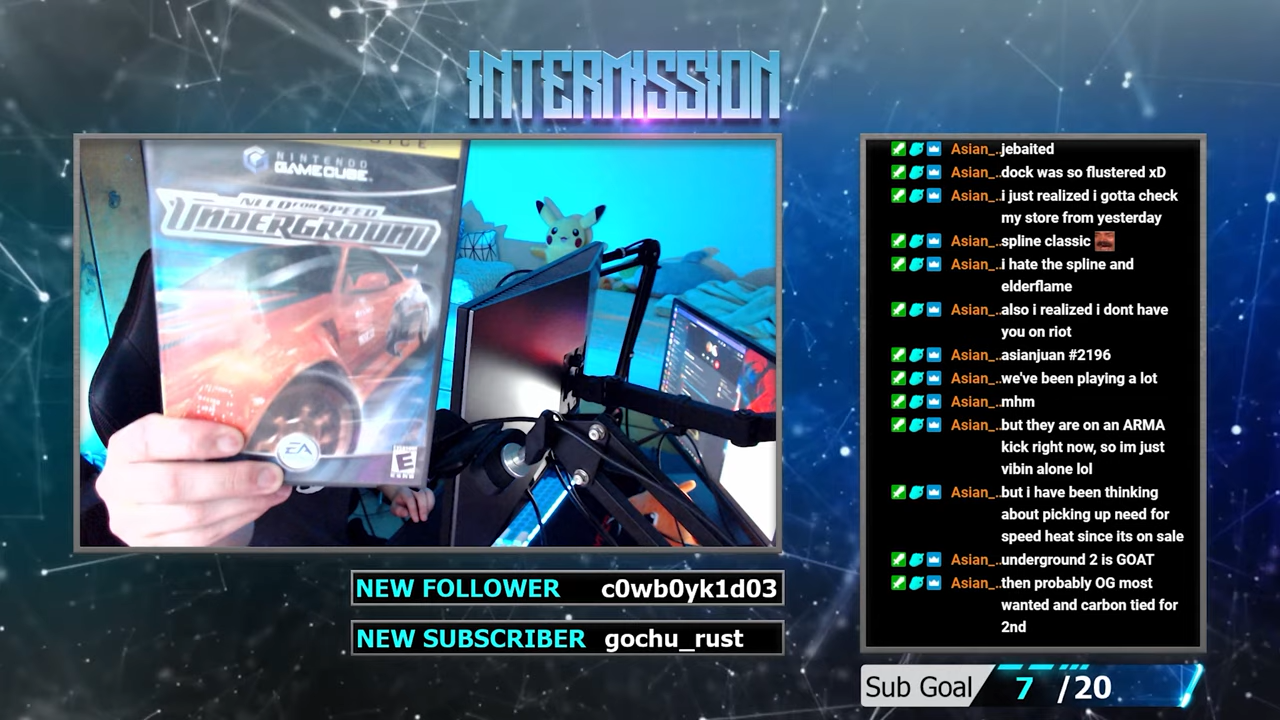 INTERMISSION
NINTENDO
GAMECUBE
NEED FOR SPEED
UNDERGROUND
EA
E
Asian_..jebaited
Asian_..dock was so flustered xD
Asian_..i just realized i gotta check
my store from yesterday
Asian_..spline classic
Asian_..i hate the spline and
elderflame
Asian_..also i realized i dont have
you on riot
Asian_..asianjuan #2196
Asian_..we've been playing a lot
Asian_..mhm
Asian_..but they are on an ARMA
kick right now, so im just
vibin alone lol
Asian_..but i have been thinking
about picking up need for
speed heat since its on sale
Asian_..underground 2 is GOAT
Asian_..then probably OG most
wanted and carbon tied for
2nd
NEW FOLLOWER c0wb0yk1d03
NEW SUBSCRIBER gochu_rust
Sub Goal 7 /20